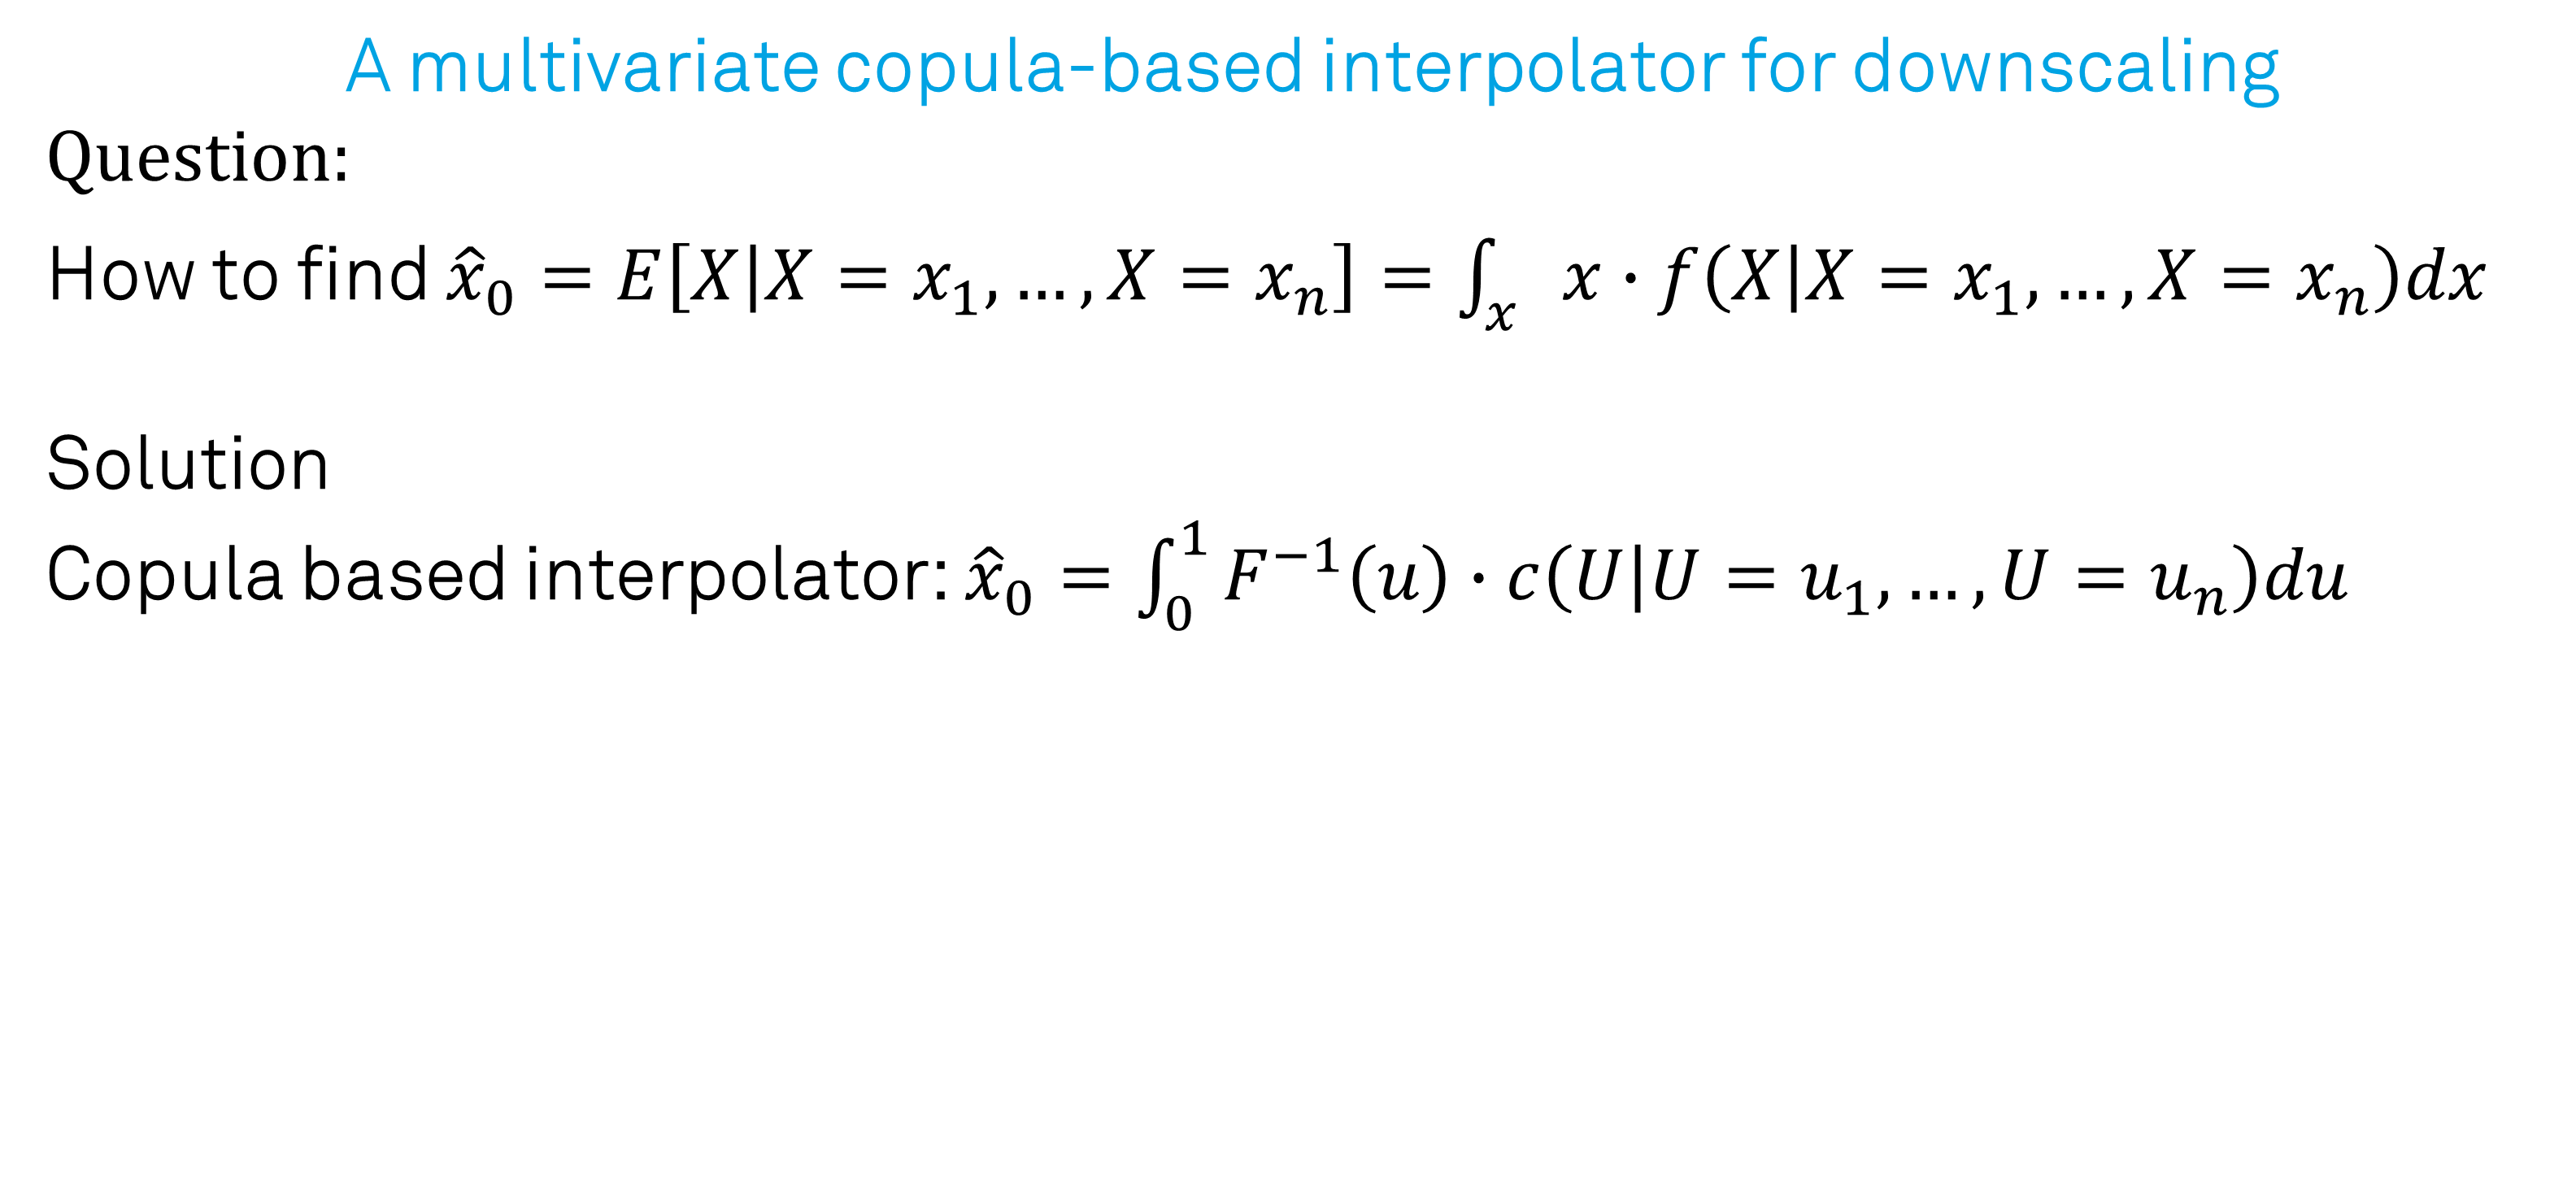 A multivariate copula-based interpolator for downscaling
Question:
How to find x̂₀ = E[X|X = x₁, … , X = xₙ] = ∫ₓ x · f(X|X = x₁, … , X = xₙ)dx
Solution
Copula based interpolator: x̂₀ = ∫₀¹ F⁻¹(u) · c(U|U = u₁, … , U = uₙ)du